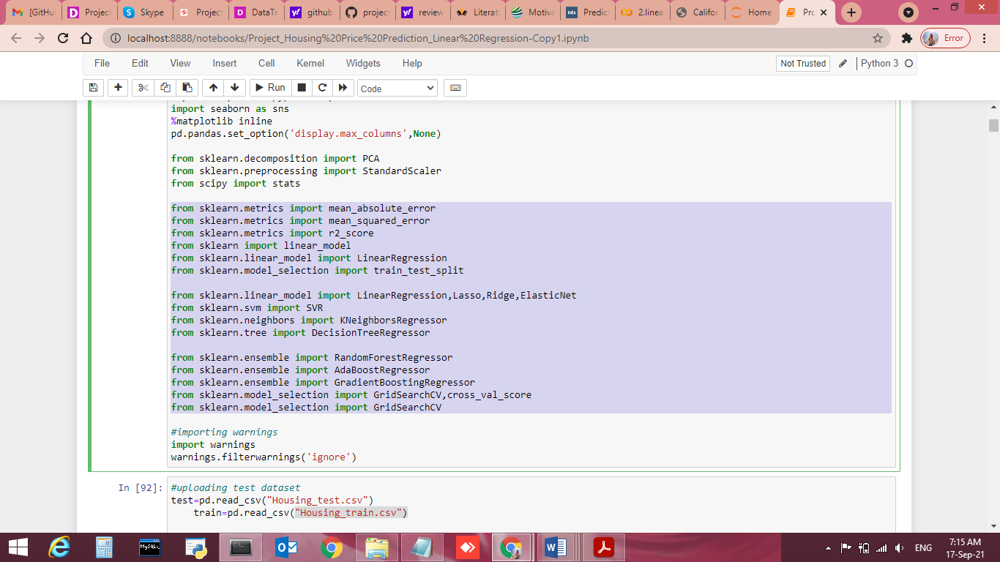 [GitHu
Project
Skype
Project
DataTr
github
project
review
Literat
Motiva
tds
Predict
2.linea
Califor
Home
Pro
localhost:8888/notebooks/Project_Housing%20Price%20Prediction_Linear%20Regression-Copy1.ipynb
Error
File Edit View Insert Cell Kernel Widgets Help
Not Trusted
Python 3
Run
Code
import seaborn as sns
%matplotlib inline
pd.pandas.set_option('display.max_columns',None)
from sklearn.decomposition import PCA
from sklearn.preprocessing import StandardScaler
from scipy import stats
from sklearn.metrics import mean_absolute_error
from sklearn.metrics import mean_squared_error
from sklearn.metrics import r2_score
from sklearn import linear_model
from sklearn.linear_model import LinearRegression
from sklearn.model_selection import train_test_split
from sklearn.linear_model import LinearRegression,Lasso,Ridge,ElasticNet
from sklearn.svm import SVR
from sklearn.neighbors import KNeighborsRegressor
from sklearn.tree import DecisionTreeRegressor
from sklearn.ensemble import RandomForestRegressor
from sklearn.ensemble import AdaBoostRegressor
from sklearn.ensemble import GradientBoostingRegressor
from sklearn.model_selection import GridSearchCV,cross_val_score
from sklearn.model_selection import GridSearchCV
#importing warnings
import warnings
warnings.filterwarnings('ignore')
In [92]:
#uploading test dataset
test=pd.read_csv("Housing_test.csv")
train=pd.read_csv("Housing_train.csv")
ENG
7:15 AM
17-Sep-21